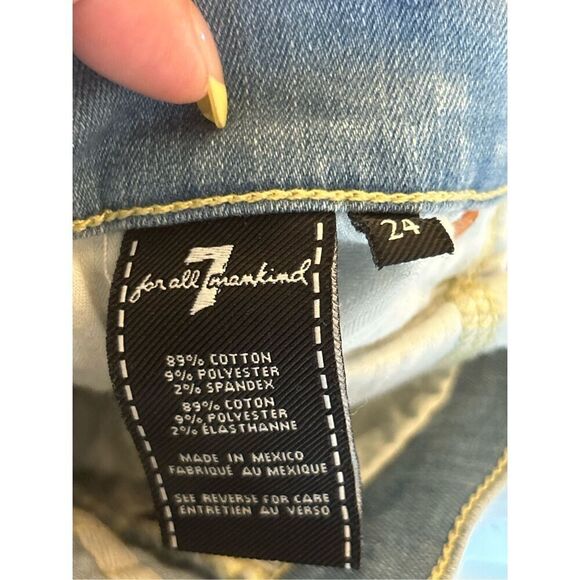 24
for all 7 mankind
89% COTTON
9% POLYESTER
2% SPANDEX
89% COTON
9% POLYESTER
2% ÉLASTHANNE
MADE IN MEXICO
FABRIQUÉ AU MEXIQUE
SEE REVERSE FOR CARE
ENTRETIEN AU VERSO